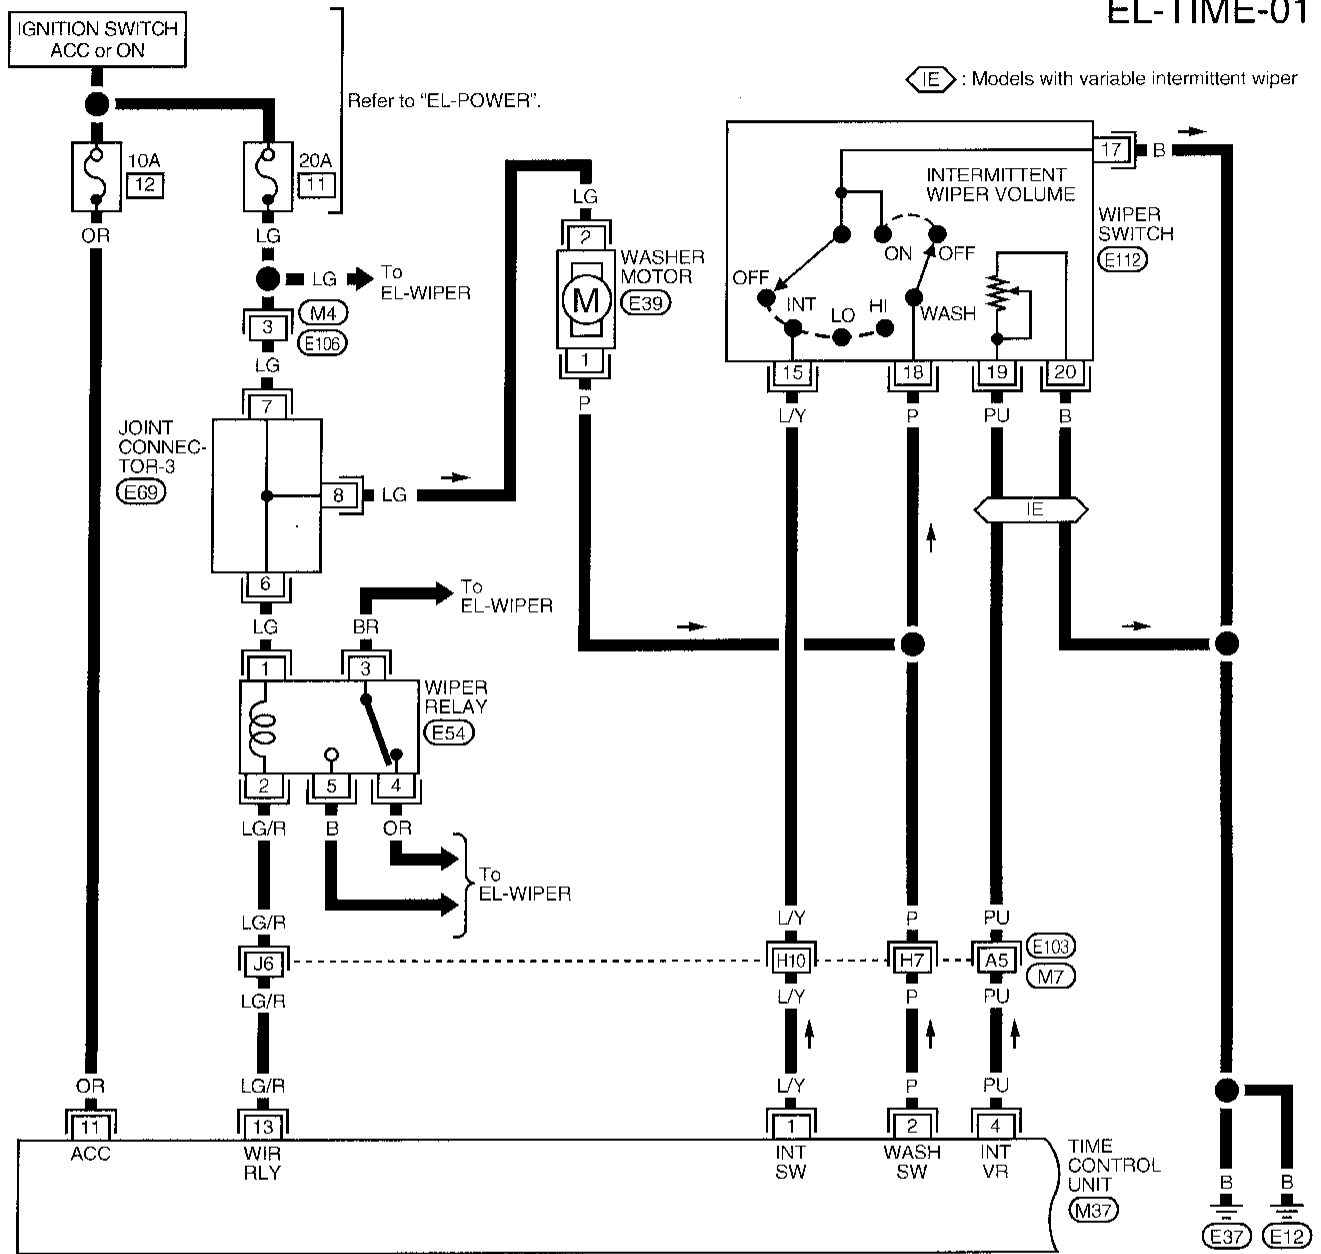 EL-TIME-01
IGNITION SWITCH
ACC or ON
Refer to "EL-POWER".
IE : Models with variable intermittent wiper
10A
12
20A
11
OR
LG
LG
To
EL-WIPER
3
M4
E106
LG
7
JOINT
CONNEC-
TOR-3
E69
8
LG
6
LG
LG
2
WASHER
MOTOR
E39
M
1
P
17
B
INTERMITTENT
WIPER VOLUME
WIPER
SWITCH
E112
ON
OFF
OFF
INT
LO
HI
WASH
15
18
19
20
L/Y
P
PU
B
IE
To
EL-WIPER
BR
1
3
WIPER
RELAY
E54
2
5
4
LG/R
B
OR
To
EL-WIPER
LG/R
L/Y
P
PU
J6
H10
H7
A5
E103
M7
LG/R
L/Y
P
PU
OR
LG/R
L/Y
P
PU
11
13
1
2
4
ACC
WIR
RLY
INT
SW
WASH
SW
INT
VR
TIME
CONTROL
UNIT
M37
B
B
E37
E12